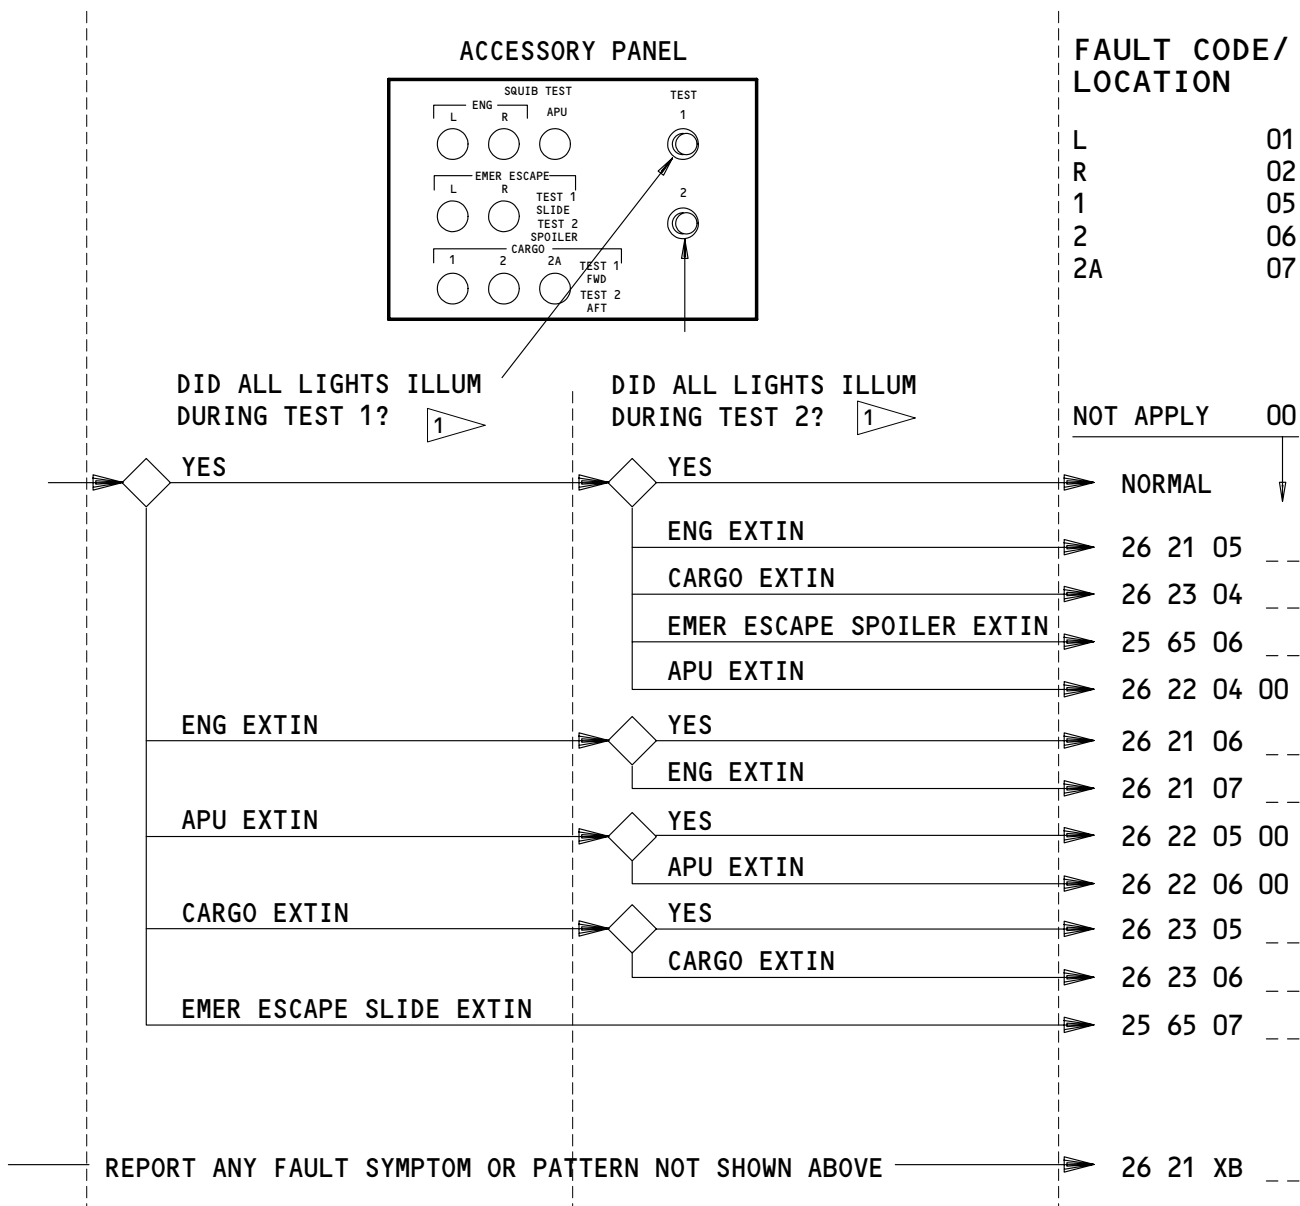 ACCESSORY PANEL
SQUIB TEST
ENG
L R APU
EMER ESCAPE
L R
TEST 1
SLIDE
TEST 2
SPOILER
CARGO
1 2 2A
TEST 1
FWD
TEST 2
AFT
TEST
1
2
FAULT CODE/
LOCATION
L 01
R 02
1 05
2 06
2A 07
NOT APPLY 00
DID ALL LIGHTS ILLUM
DURING TEST 1? 1
DID ALL LIGHTS ILLUM
DURING TEST 2? 1
YES YES NORMAL
ENG EXTIN 26 21 05 _ _
CARGO EXTIN 26 23 04 _ _
EMER ESCAPE SPOILER EXTIN 25 65 06 _ _
APU EXTIN 26 22 04 00
ENG EXTIN YES 26 21 06 _ _
ENG EXTIN 26 21 07 _ _
APU EXTIN YES 26 22 05 00
APU EXTIN 26 22 06 00
CARGO EXTIN YES 26 23 05 _ _
CARGO EXTIN 26 23 06 _ _
EMER ESCAPE SLIDE EXTIN 25 65 07 _ _
REPORT ANY FAULT SYMPTOM OR PATTERN NOT SHOWN ABOVE 26 21 XB _ _